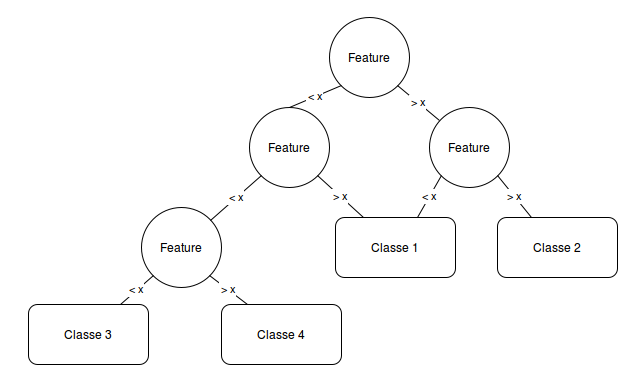 Feature
< x
> x
Feature
Feature
< x
> x
< x
> x
Feature
Classe 1
Classe 2
< x
> x
Classe 3
Classe 4